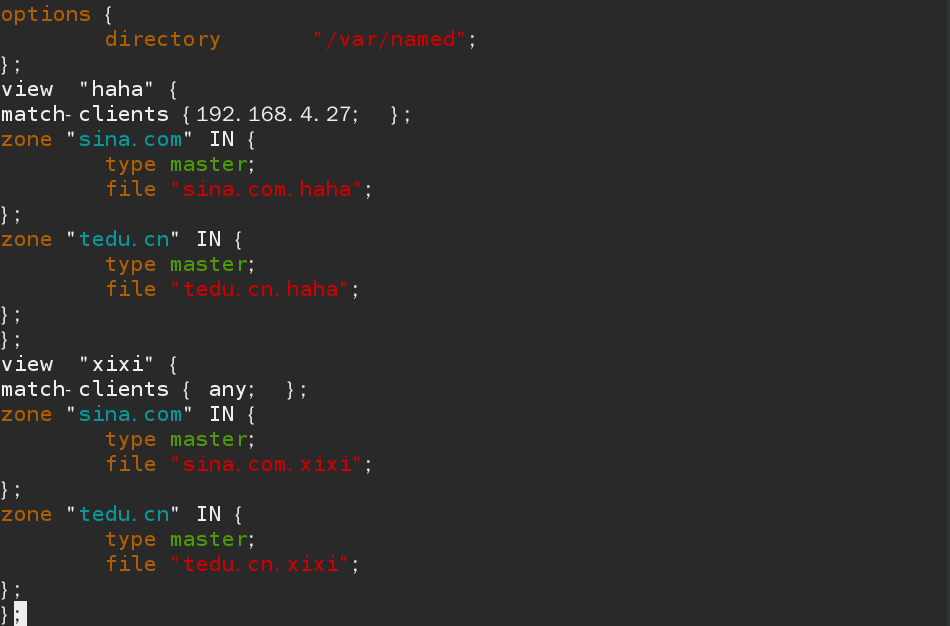 options {
        directory       "/var/named";
};
view  "haha" {
match-clients {192.168.4.27;  };
zone "sina.com" IN {
        type master;
        file "sina.com.haha";
};
zone "tedu.cn" IN {
        type master;
        file "tedu.cn.haha";
};
};
view  "xixi" {
match-clients { any;  };
zone "sina.com" IN {
        type master;
        file "sina.com.xixi";
};
zone "tedu.cn" IN {
        type master;
        file "tedu.cn.xixi";
};
};